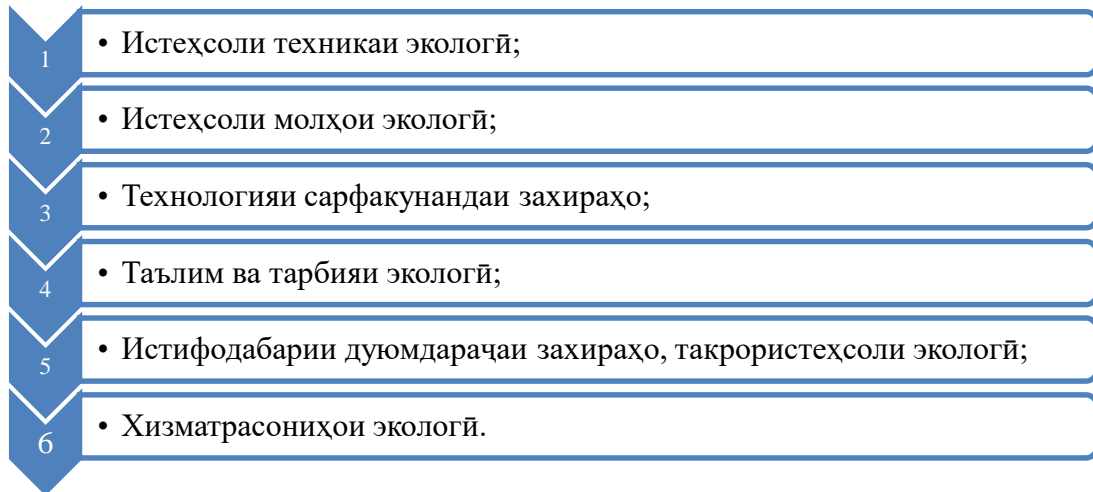 1
• Истеҳсоли техникаи экологӣ;
2
• Истеҳсоли молҳои экологӣ;
3
• Технологияи сарфакунандаи захираҳо;
4
• Таълим ва тарбияи экологӣ;
5
• Истифодабарии дуюмдараҷаи захираҳо, такрористеҳсоли экологӣ;
6
• Хизматрасониҳои экологӣ.